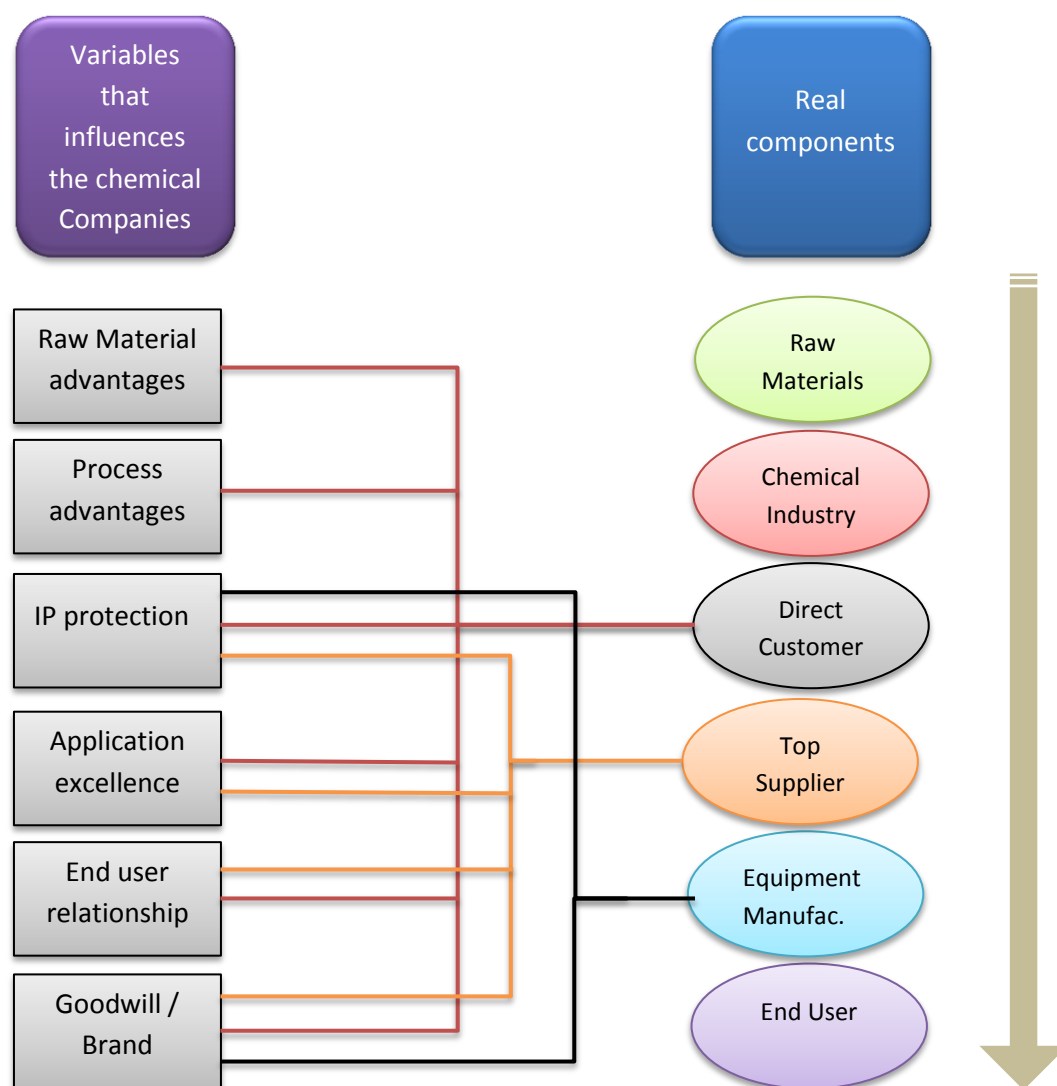 Variables
that
influences
the chemical
Companies
Real
components
Raw Material
advantages
Raw
Materials
Process
advantages
Chemical
Industry
IP protection
Direct
Customer
Application
excellence
Top
Supplier
End user
relationship
Equipment
Manufac.
Goodwill /
Brand
End User